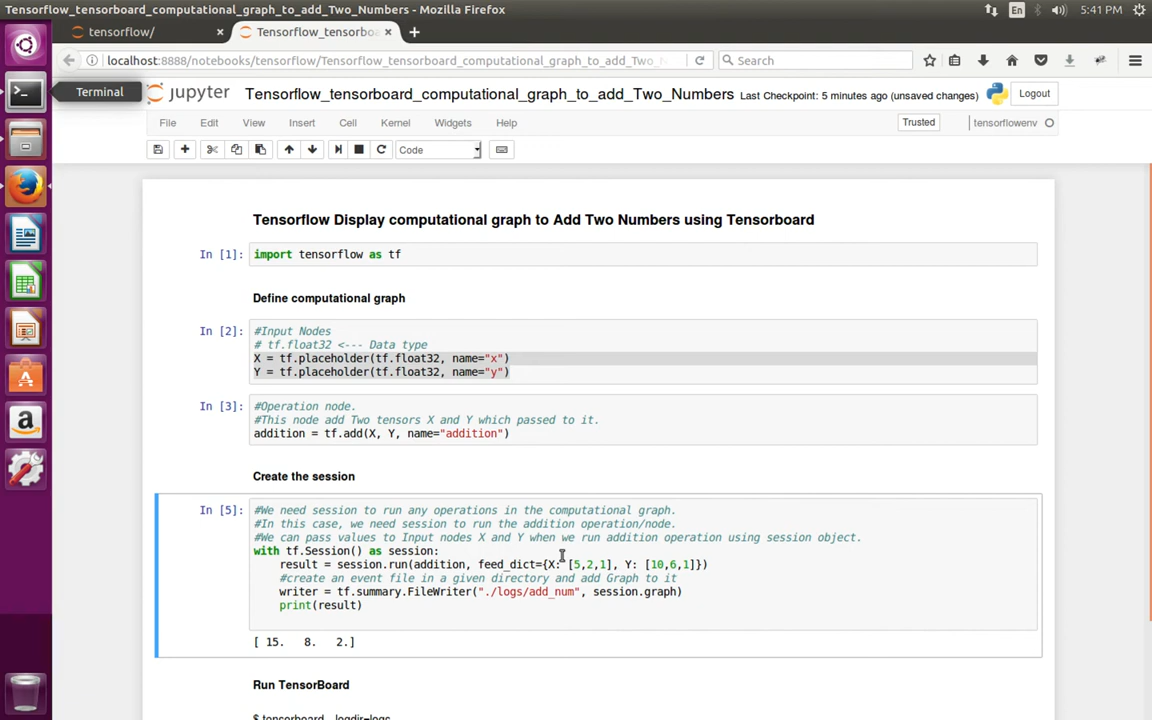 Tensorflow_tensorboard_computational_graph_to_add_Two_Numbers - Mozilla Firefox
En
5:41 PM
tensorflow/
×
Tensorflow_tensorbo
×
+
localhost:8888/notebooks/tensorflow/Tensorflow_tensorboard_computational_graph_to_add_Two_
Search
Terminal
jupyter
Tensorflow_tensorboard_computational_graph_to_add_Two_Numbers
Last Checkpoint: 5 minutes ago (unsaved changes)
Logout
File
Edit
View
Insert
Cell
Kernel
Widgets
Help
Trusted
tensorflowenv
Code
Tensorflow Display computational graph to Add Two Numbers using Tensorboard
In [1]:
import tensorflow as tf
Define computational graph
In [2]:
#Input Nodes
# tf.float32 <--- Data type
X = tf.placeholder(tf.float32, name="x")
Y = tf.placeholder(tf.float32, name="y")
In [3]:
#Operation node.
#This node add Two tensors X and Y which passed to it.
addition = tf.add(X, Y, name="addition")
Create the session
In [5]:
#We need session to run any operations in the computational graph.
#In this case, we need session to run the addition operation/node.
#We can pass values to Input nodes X and Y when we run addition operation using session object.
with tf.Session() as session:
result = session.run(addition, feed_dict={X: [5,2,1], Y: [10,6,1]})
#create an event file in a given directory and add Graph to it
writer = tf.summary.FileWriter("./logs/add_num", session.graph)
print(result)
[ 15. 8. 2.]
Run TensorBoard
$ tensorboard --logdir=logs